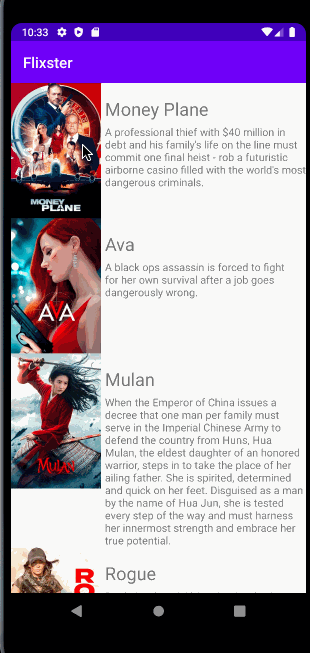 10:33
Flixster
MONEY
PLANE
Money Plane
A professional thief with $40 million in
debt and his family's life on the line must
commit one final heist - rob a futuristic
airborne casino filled with the world's most
dangerous criminals.
AVA
Ava
A black ops assassin is forced to fight
for her own survival after a job goes
dangerously wrong.
MULAN
Mulan
When the Emperor of China issues a
decree that one man per family must
serve in the Imperial Chinese Army to
defend the country from Huns, Hua
Mulan, the eldest daughter of an honored
warrior, steps in to take the place of her
ailing father. She is spirited, determined
and quick on her feet. Disguised as a man
by the name of Hua Jun, she is tested
every step of the way and must harness
her innermost strength and embrace her
true potential.
R
Rogue